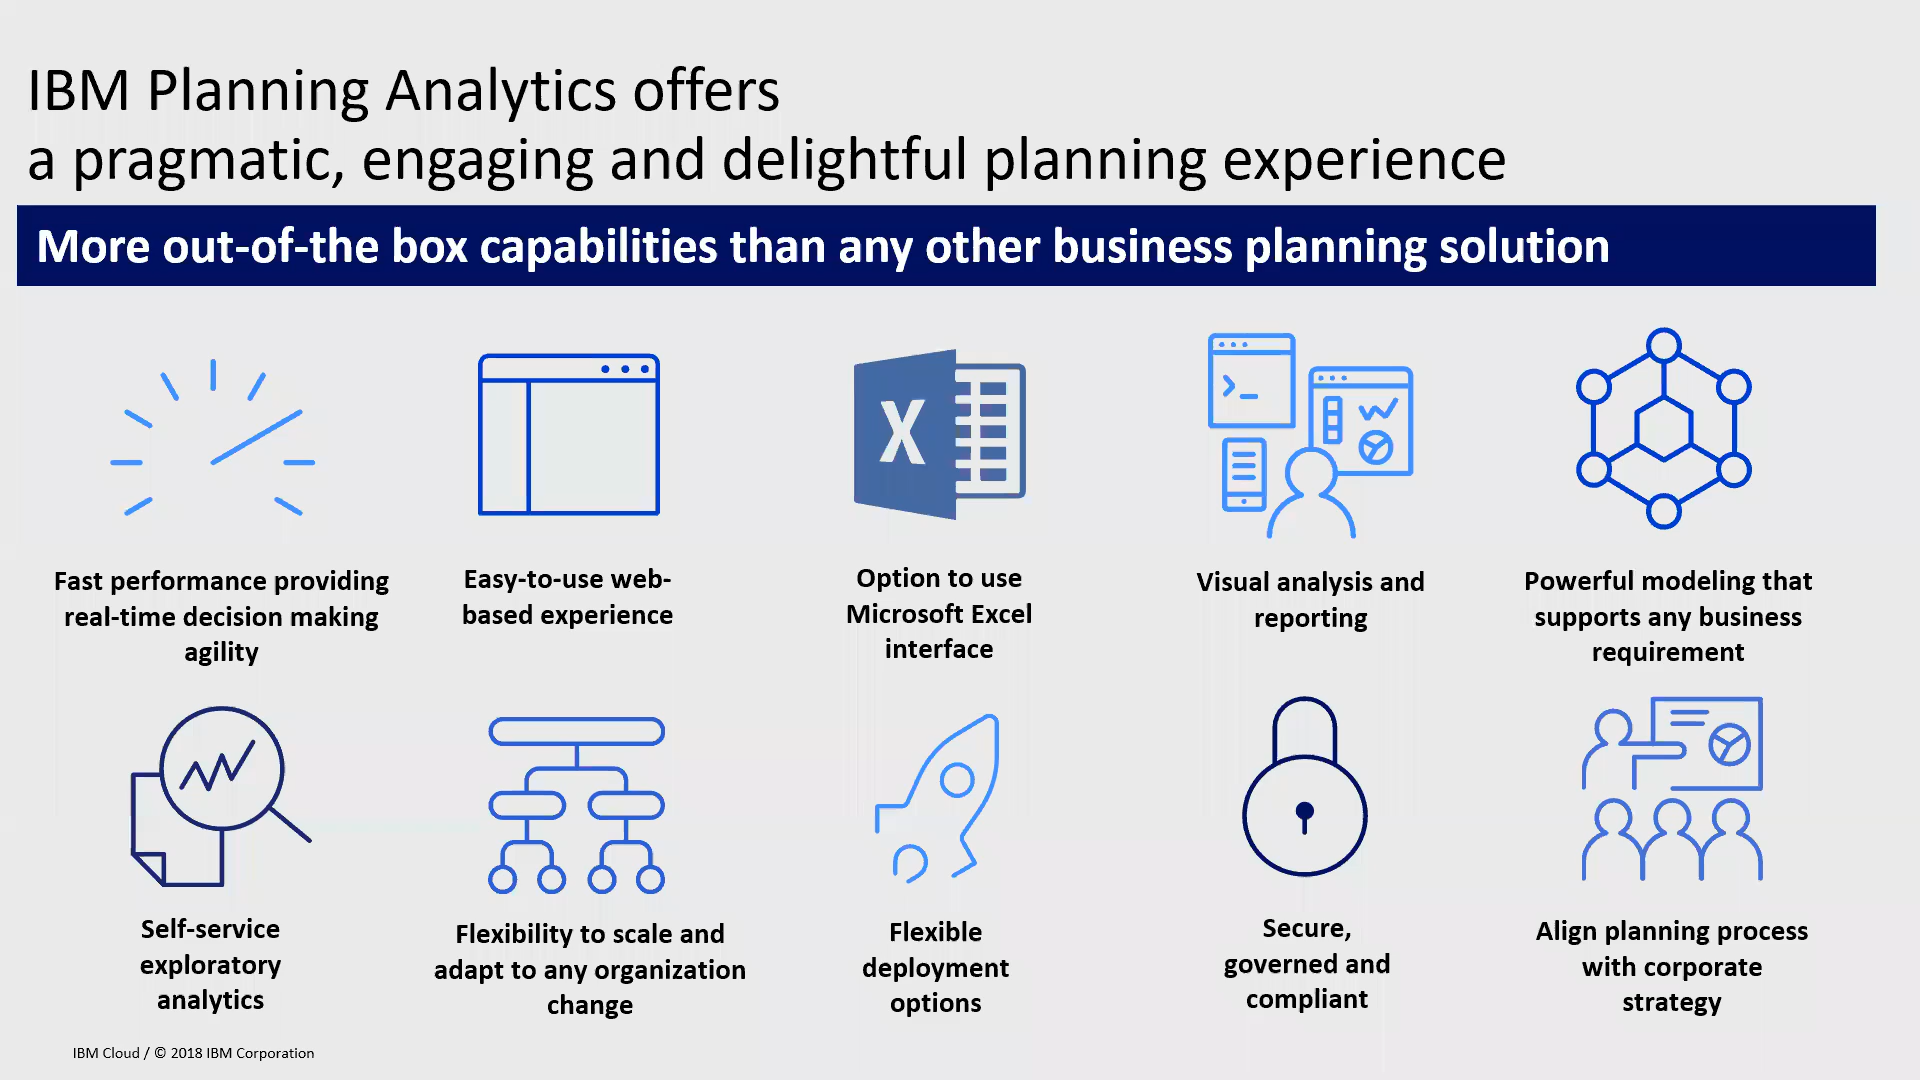 IBM Planning Analytics offers
a pragmatic, engaging and delightful planning experience
More out-of-the box capabilities than any other business planning solution
Fast performance providing
real-time decision making
agility
Easy-to-use web-
based experience
X
Option to use
Microsoft Excel
interface
Visual analysis and
reporting
Powerful modeling that
supports any business
requirement
Self-service
exploratory
analytics
Flexibility to scale and
adapt to any organization
change
Flexible
deployment
options
Secure,
governed and
compliant
Align planning process
with corporate
strategy
IBM Cloud / © 2018 IBM Corporation